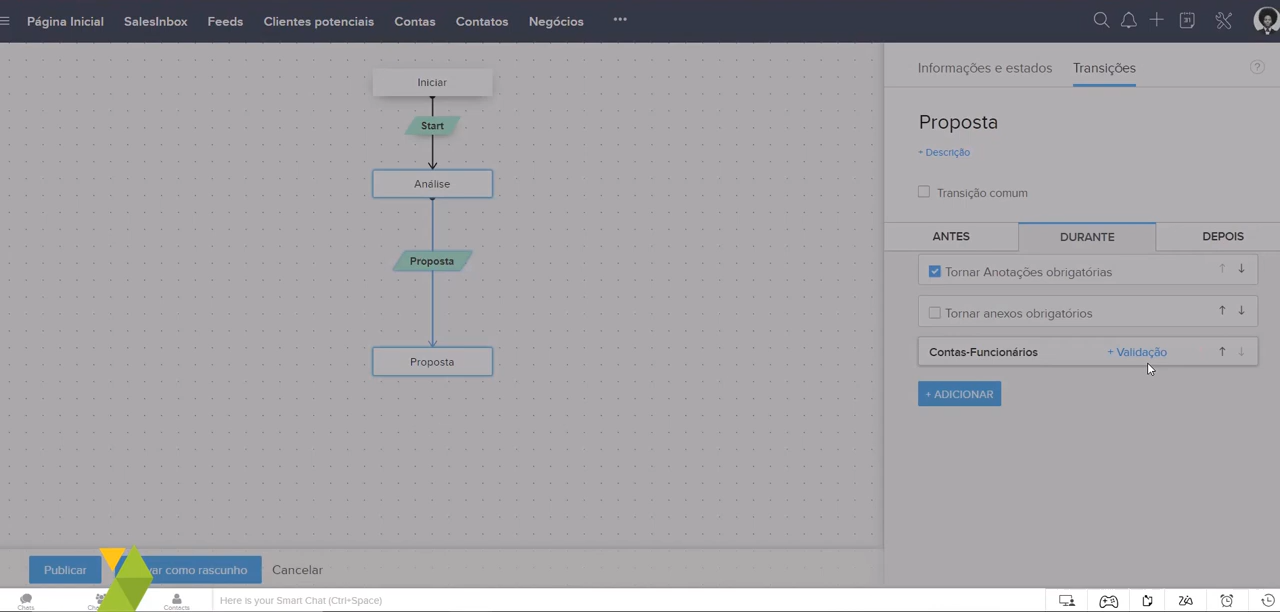 Página Inicial SalesInbox Feeds Clientes potenciais Contas Contatos Negócios •••
31
Informações e estados Transições ?
Proposta
+ Descrição
Transição comum
ANTES DURANTE DEPOIS
Tornar Anotações obrigatórias
Tornar anexos obrigatórios
Contas-Funcionários + Validação
+ ADICIONAR
Iniciar
Start
Análise
Proposta
Proposta
Publicar var como rascunho Cancelar
Chats Contacts Here is your Smart Chat (Ctrl+Space)